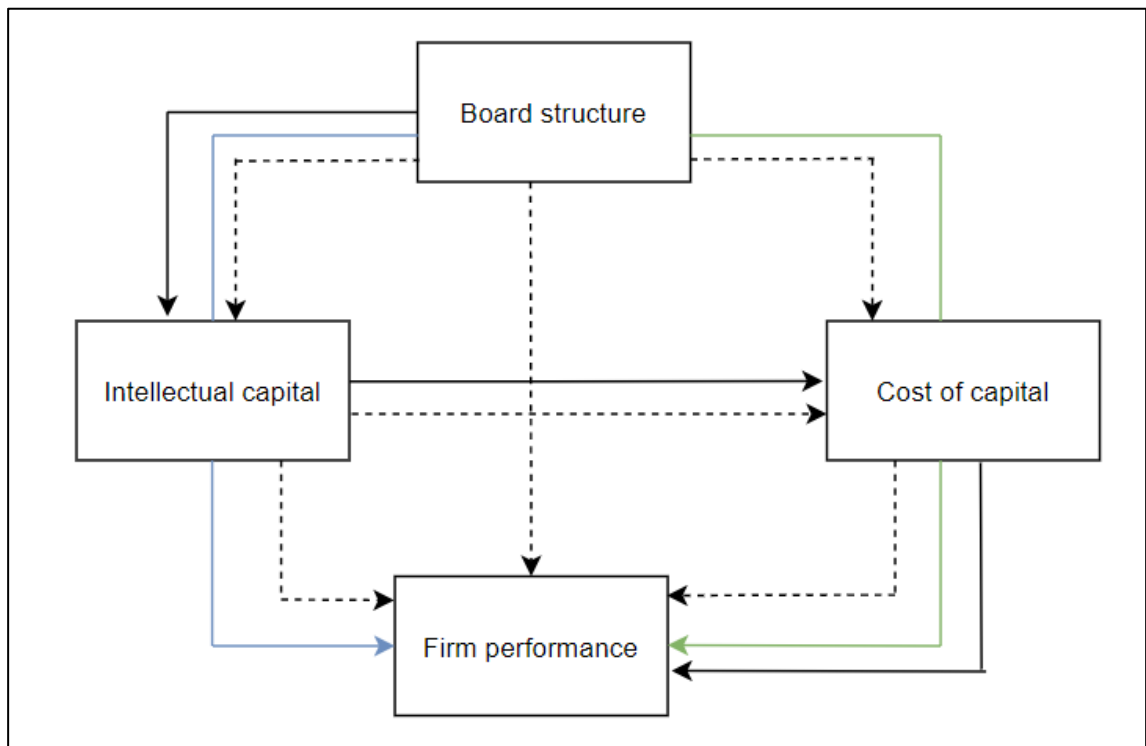 Board structure
Intellectual capital
Cost of capital
Firm performance